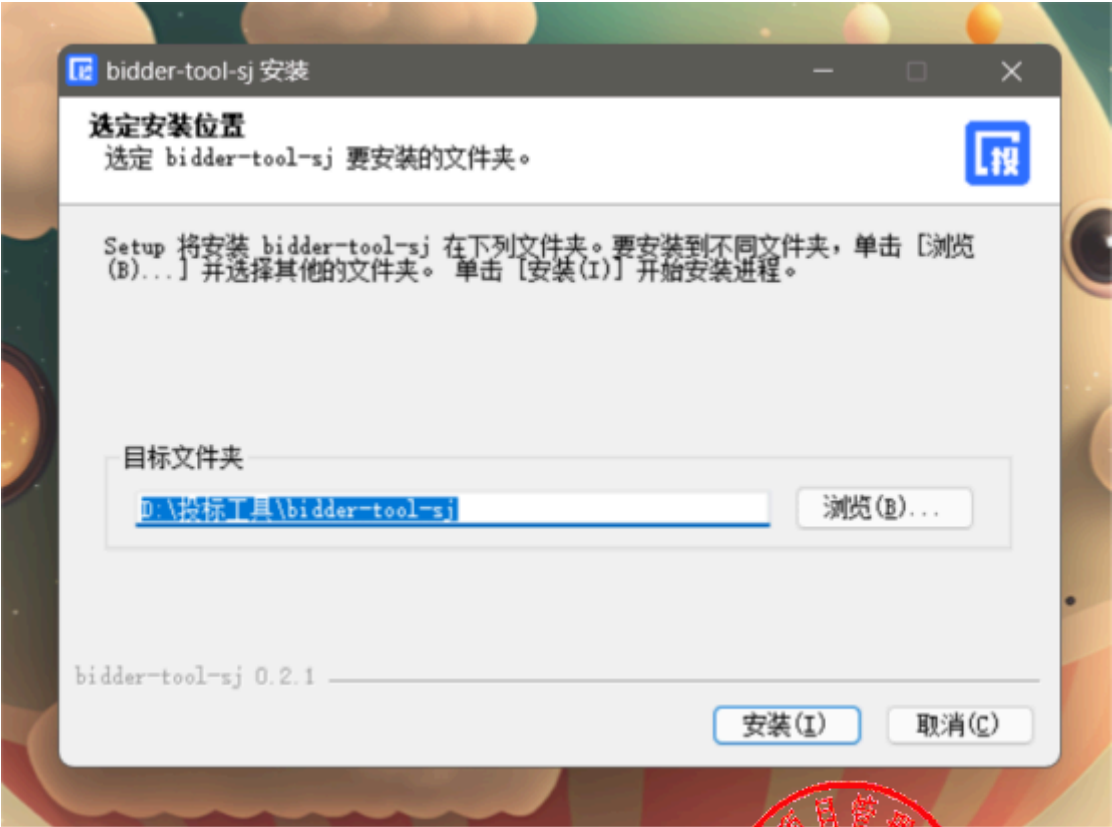 bidder-tool-sj 安装
选定安装位置
选定 bidder-tool-sj 要安装的文件夹。
投
Setup 将安装 bidder-tool-sj 在下列文件夹。要安装到不同文件夹，单击 [浏览
(B)...] 并选择其他的文件夹。 单击 [安装(I)] 开始安装进程。
目标文件夹
D:\投标工具\bidder-tool-sj
浏览(B)...
bidder-tool-sj 0.2.1
安装(I)
取消(C)